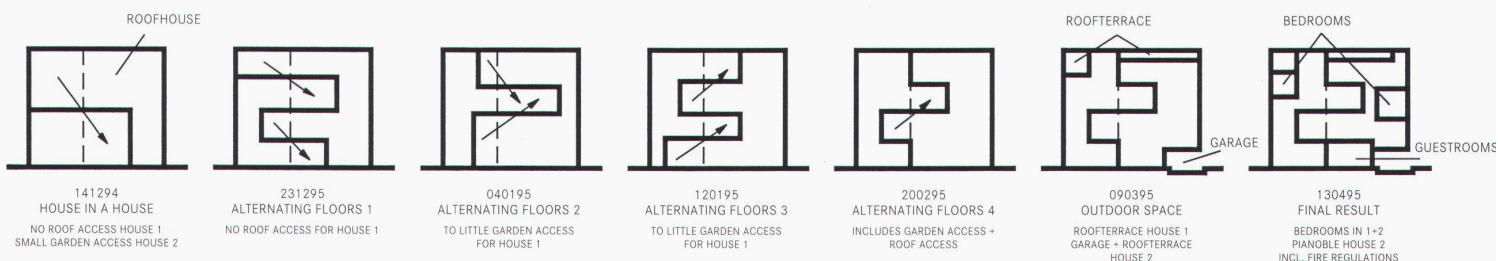 ROOFHOUSE
141294
HOUSE IN A HOUSE
NO ROOF ACCESS HOUSE 1
SMALL GARDEN ACCESS HOUSE 2
231295
ALTERNATING FLOORS 1
NO ROOF ACCESS FOR HOUSE 1
040195
ALTERNATING FLOORS 2
TO LITTLE GARDEN ACCESS
FOR HOUSE 1
120195
ALTERNATING FLOORS 3
TO LITTLE GARDEN ACCESS
FOR HOUSE 1
200295
ALTERNATING FLOORS 4
INCLUDES GARDEN ACCESS +
ROOF ACCESS
ROOFTERRACE
GARAGE
090395
OUTDOOR SPACE
ROOFTERRACE HOUSE 1
GARAGE + ROOFTERRACE
HOUSE 2
BEDROOMS
GUESTROOMS
130495
FINAL RESULT
BEDROOMS IN 1+2
PIANOBLE HOUSE 2
INCL. FIRE REGULATIONS